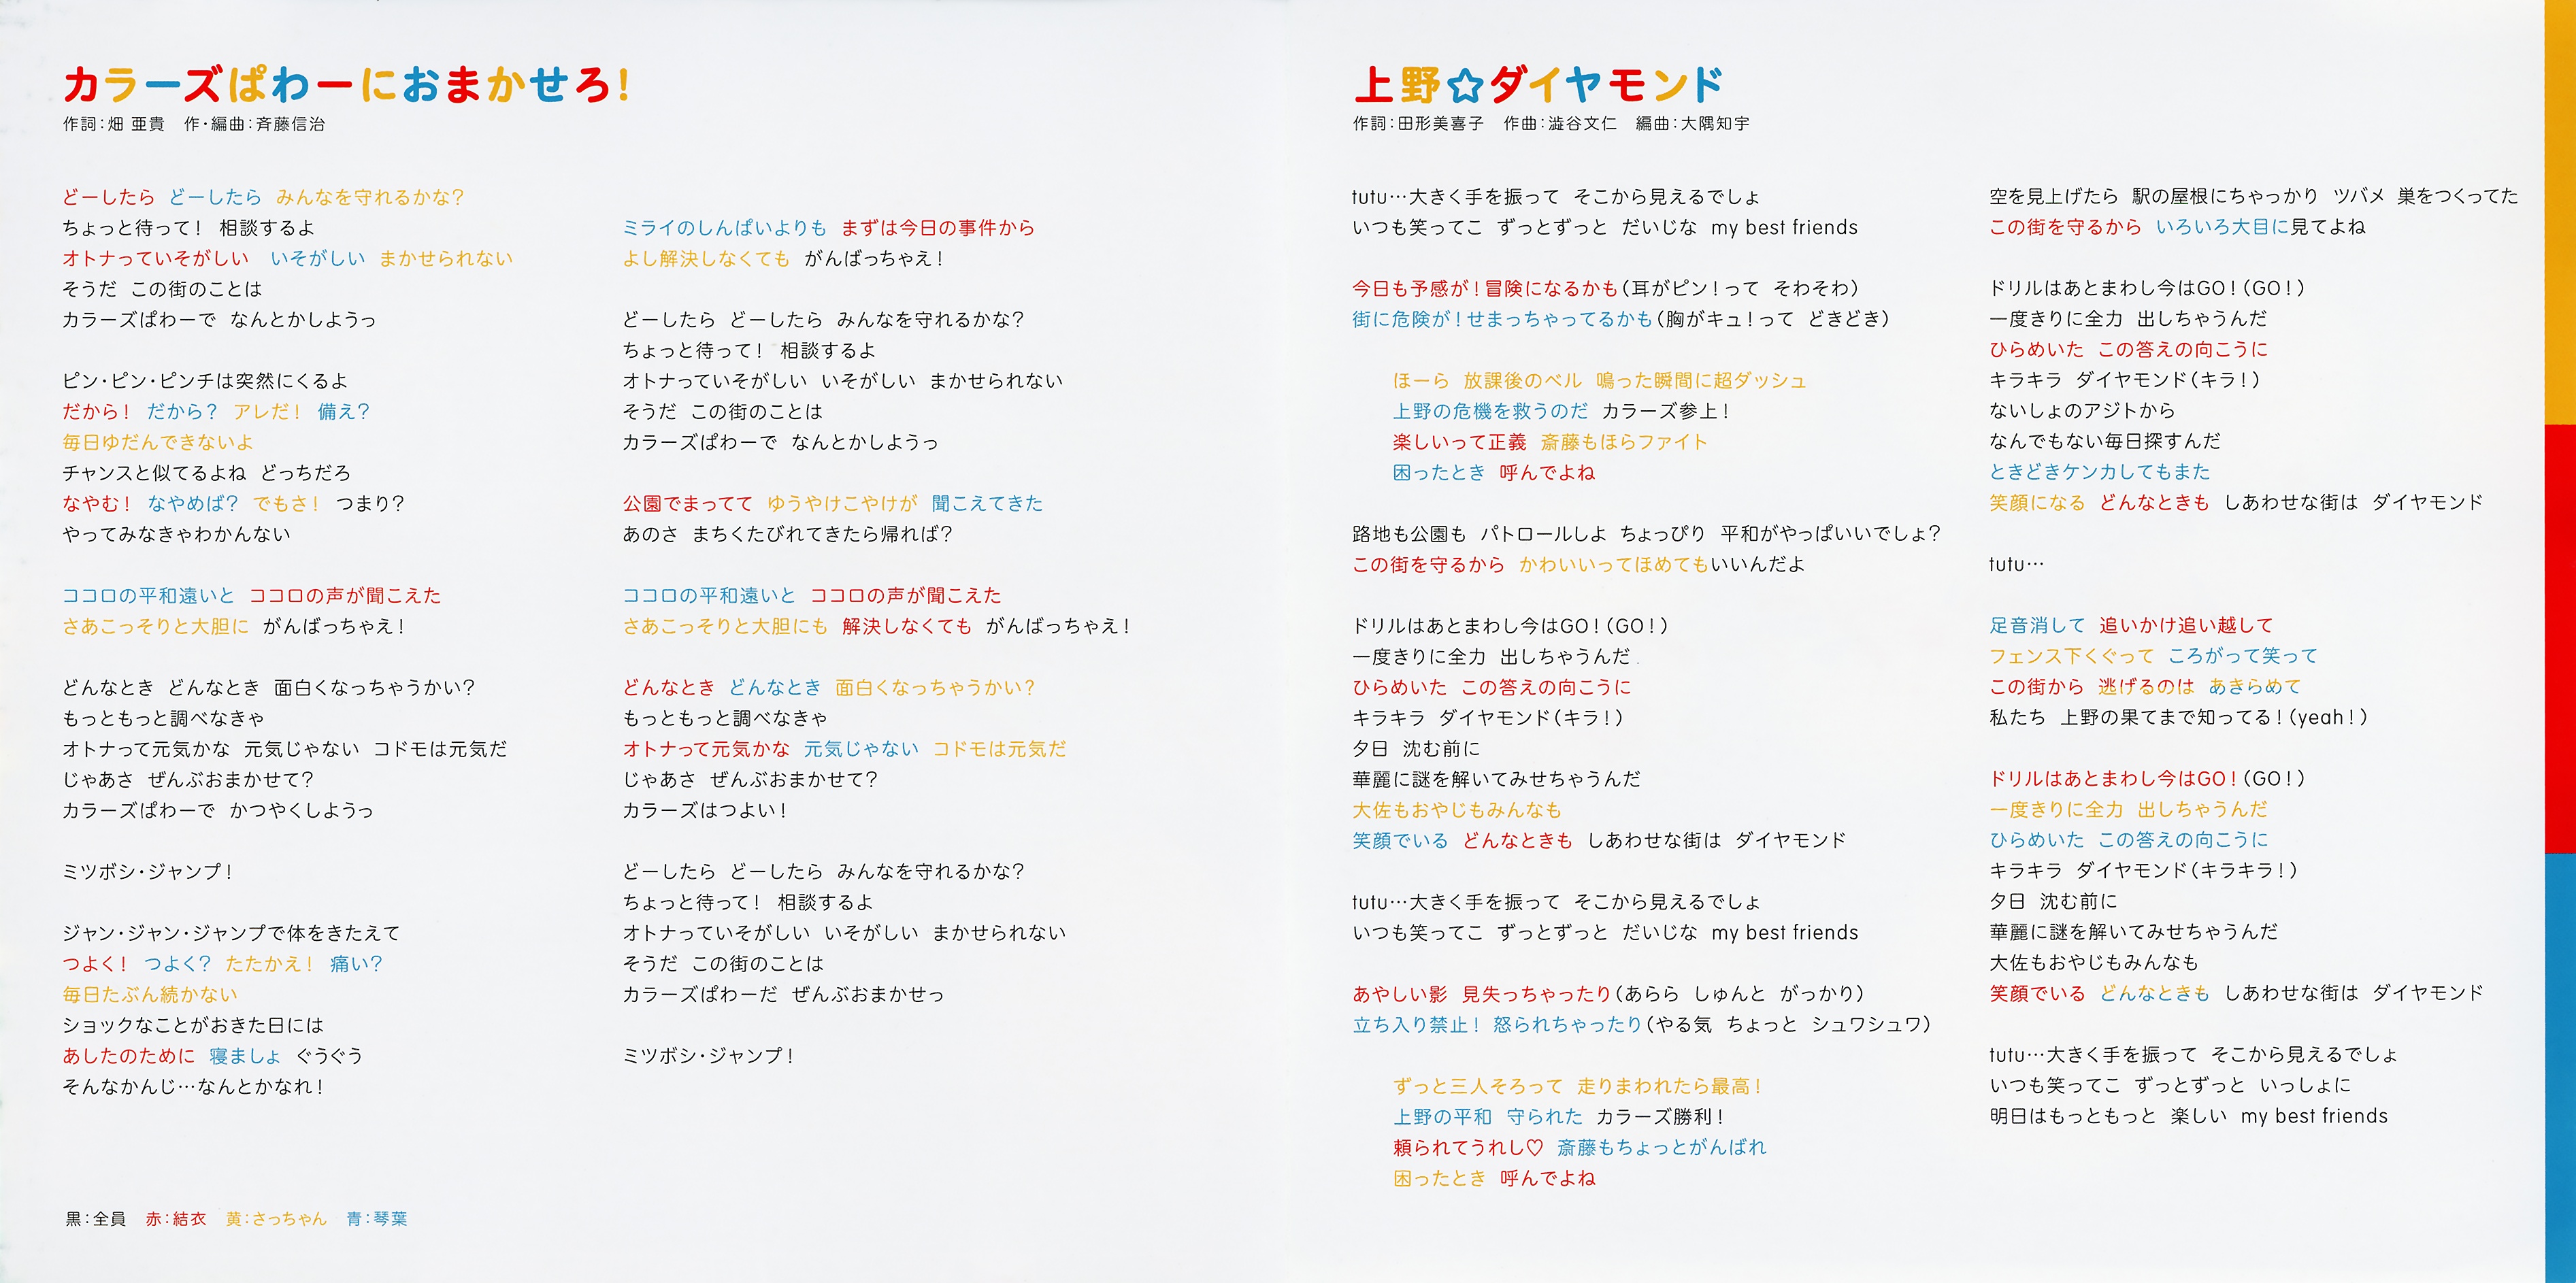 カラーズぱわーにおまかせろ!
作詞:畑 亜貴 作・編曲:斉藤信治
どーしたら どーしたら みんなを守れるかな?
ちょっと待って! 相談するよ
オトナっていそがしい いそがしい まかせられない
そうだ この街のことは
カラーズぱわーで なんとかしようっ
ピン・ピン・ピンチは突然にくるよ
だから! だから? アレだ! 備え?
毎日ゆだんできないよ
チャンスと似てるよね どっちだろ
なやむ! なやめば? でもさ! つまり?
やってみなきゃわかんない
ココロの平和遠いと ココロの声が聞こえた
さあこっそりと大胆に がんばっちゃえ!
どんなとき どんなとき 面白くなっちゃうかい?
もっともっと調べなきゃ
オトナって元気かな 元気じゃない コドモは元気だ
じゃあさ ぜんぶおまかせて?
カラーズぱわーで かつやくしようっ
ミツボシ・ジャンプ!
ジャン・ジャン・ジャンプで体をきたえて
つよく! つよく? たたかえ! 痛い?
毎日たぶん続かない
ショックなことがおきた日には
あしたのために 寝ましょ ぐうぐう
そんなかんじ…なんとかなれ!
ミライのしんぱいよりも まずは今日の事件から
よし解決しなくても がんばっちゃえ!
どーしたら どーしたら みんなを守れるかな?
ちょっと待って! 相談するよ
オトナっていそがしい いそがしい まかせられない
そうだ この街のことは
カラーズぱわーで なんとかしようっ
公園でまってて ゆうやけこやけが 聞こえてきた
あのさ まちくたびれてきたら帰れば?
ココロの平和遠いと ココロの声が聞こえた
さあこっそりと大胆にも 解決しなくても がんばっちゃえ!
どんなとき どんなとき 面白くなっちゃうかい?
もっともっと調べなきゃ
オトナって元気かな 元気じゃない コドモは元気だ
じゃあさ ぜんぶおまかせて?
カラーズはつよい!
どーしたら どーしたら みんなを守れるかな?
ちょっと待って! 相談するよ
オトナっていそがしい いそがしい まかせられない
そうだ この街のことは
カラーズぱわーだ ぜんぶおまかせっ
ミツボシ・ジャンプ!
黒:全員 赤:結衣 黄:さっちゃん 青:琴葉
上野☆ダイヤモンド
作詞:田形美喜子 作曲:澁谷文仁 編曲:大隅知宇
tutu…大きく手を振って そこから見えるでしょ
いつも笑ってこ ずっとずっと だいじな my best friends
今日も予感が!冒険になるかも(耳がピン!って そわそわ)
街に危険が!せまっちゃってるかも(胸がキュ!って どきどき)
ほーら 放課後のベル 鳴った瞬間に超ダッシュ
上野の危機を救うのだ カラーズ参上!
楽しいって正義 斎藤もほらファイト
困ったとき 呼んでよね
路地も公園も パトロールしよ ちょっぴり 平和がやっぱいいでしょ?
この街を守るから かわいいってほめてもいいんだよ
ドリルはあとまわし今はGO!(GO!)
一度きりに全力 出しちゃうんだ
ひらめいた この答えの向こうに
キラキラ ダイヤモンド(キラ!)
夕日 沈む前に
華麗に謎を解いてみせちゃうんだ
大佐もおやじもみんなも
笑顔でいる どんなときも しあわせな街は ダイヤモンド
tutu…大きく手を振って そこから見えるでしょ
いつも笑ってこ ずっとずっと だいじな my best friends
あやしい影 見失っちゃったり(あらら しゅんと がっかり)
立ち入り禁止! 怒られちゃったり(やる気 ちょっと シュワシュワ)
ずっと三人そろって 走りまわれたら最高!
上野の平和 守られた カラーズ勝利!
頼られてうれし♡ 斎藤もちょっとがんばれ
困ったとき 呼んでよね
空を見上げたら 駅の屋根にちゃっかり ツバメ 巣をつくってた
この街を守るから いろいろ大目に見てよね
ドリルはあとまわし今はGO!(GO!)
一度きりに全力 出しちゃうんだ
ひらめいた この答えの向こうに
キラキラ ダイヤモンド(キラ!)
ないしょのアジトから
なんでもない毎日探すんだ
ときどきケンカしてもまた
笑顔になる どんなときも しあわせな街は ダイヤモンド
tutu…
足音消して 追いかけ追い越して
フェンス下くぐって ころがって笑って
この街から 逃げるのは あきらめて
私たち 上野の果てまで知ってる!(yeah!)
ドリルはあとまわし今はGO!(GO!)
一度きりに全力 出しちゃうんだ
ひらめいた この答えの向こうに
キラキラ ダイヤモンド(キラキラ!)
夕日 沈む前に
華麗に謎を解いてみせちゃうんだ
大佐もおやじもみんなも
笑顔でいる どんなときも しあわせな街は ダイヤモンド
tutu…大きく手を振って そこから見えるでしょ
いつも笑ってこ ずっとずっと いっしょに
明日はもっともっと 楽しい my best friends